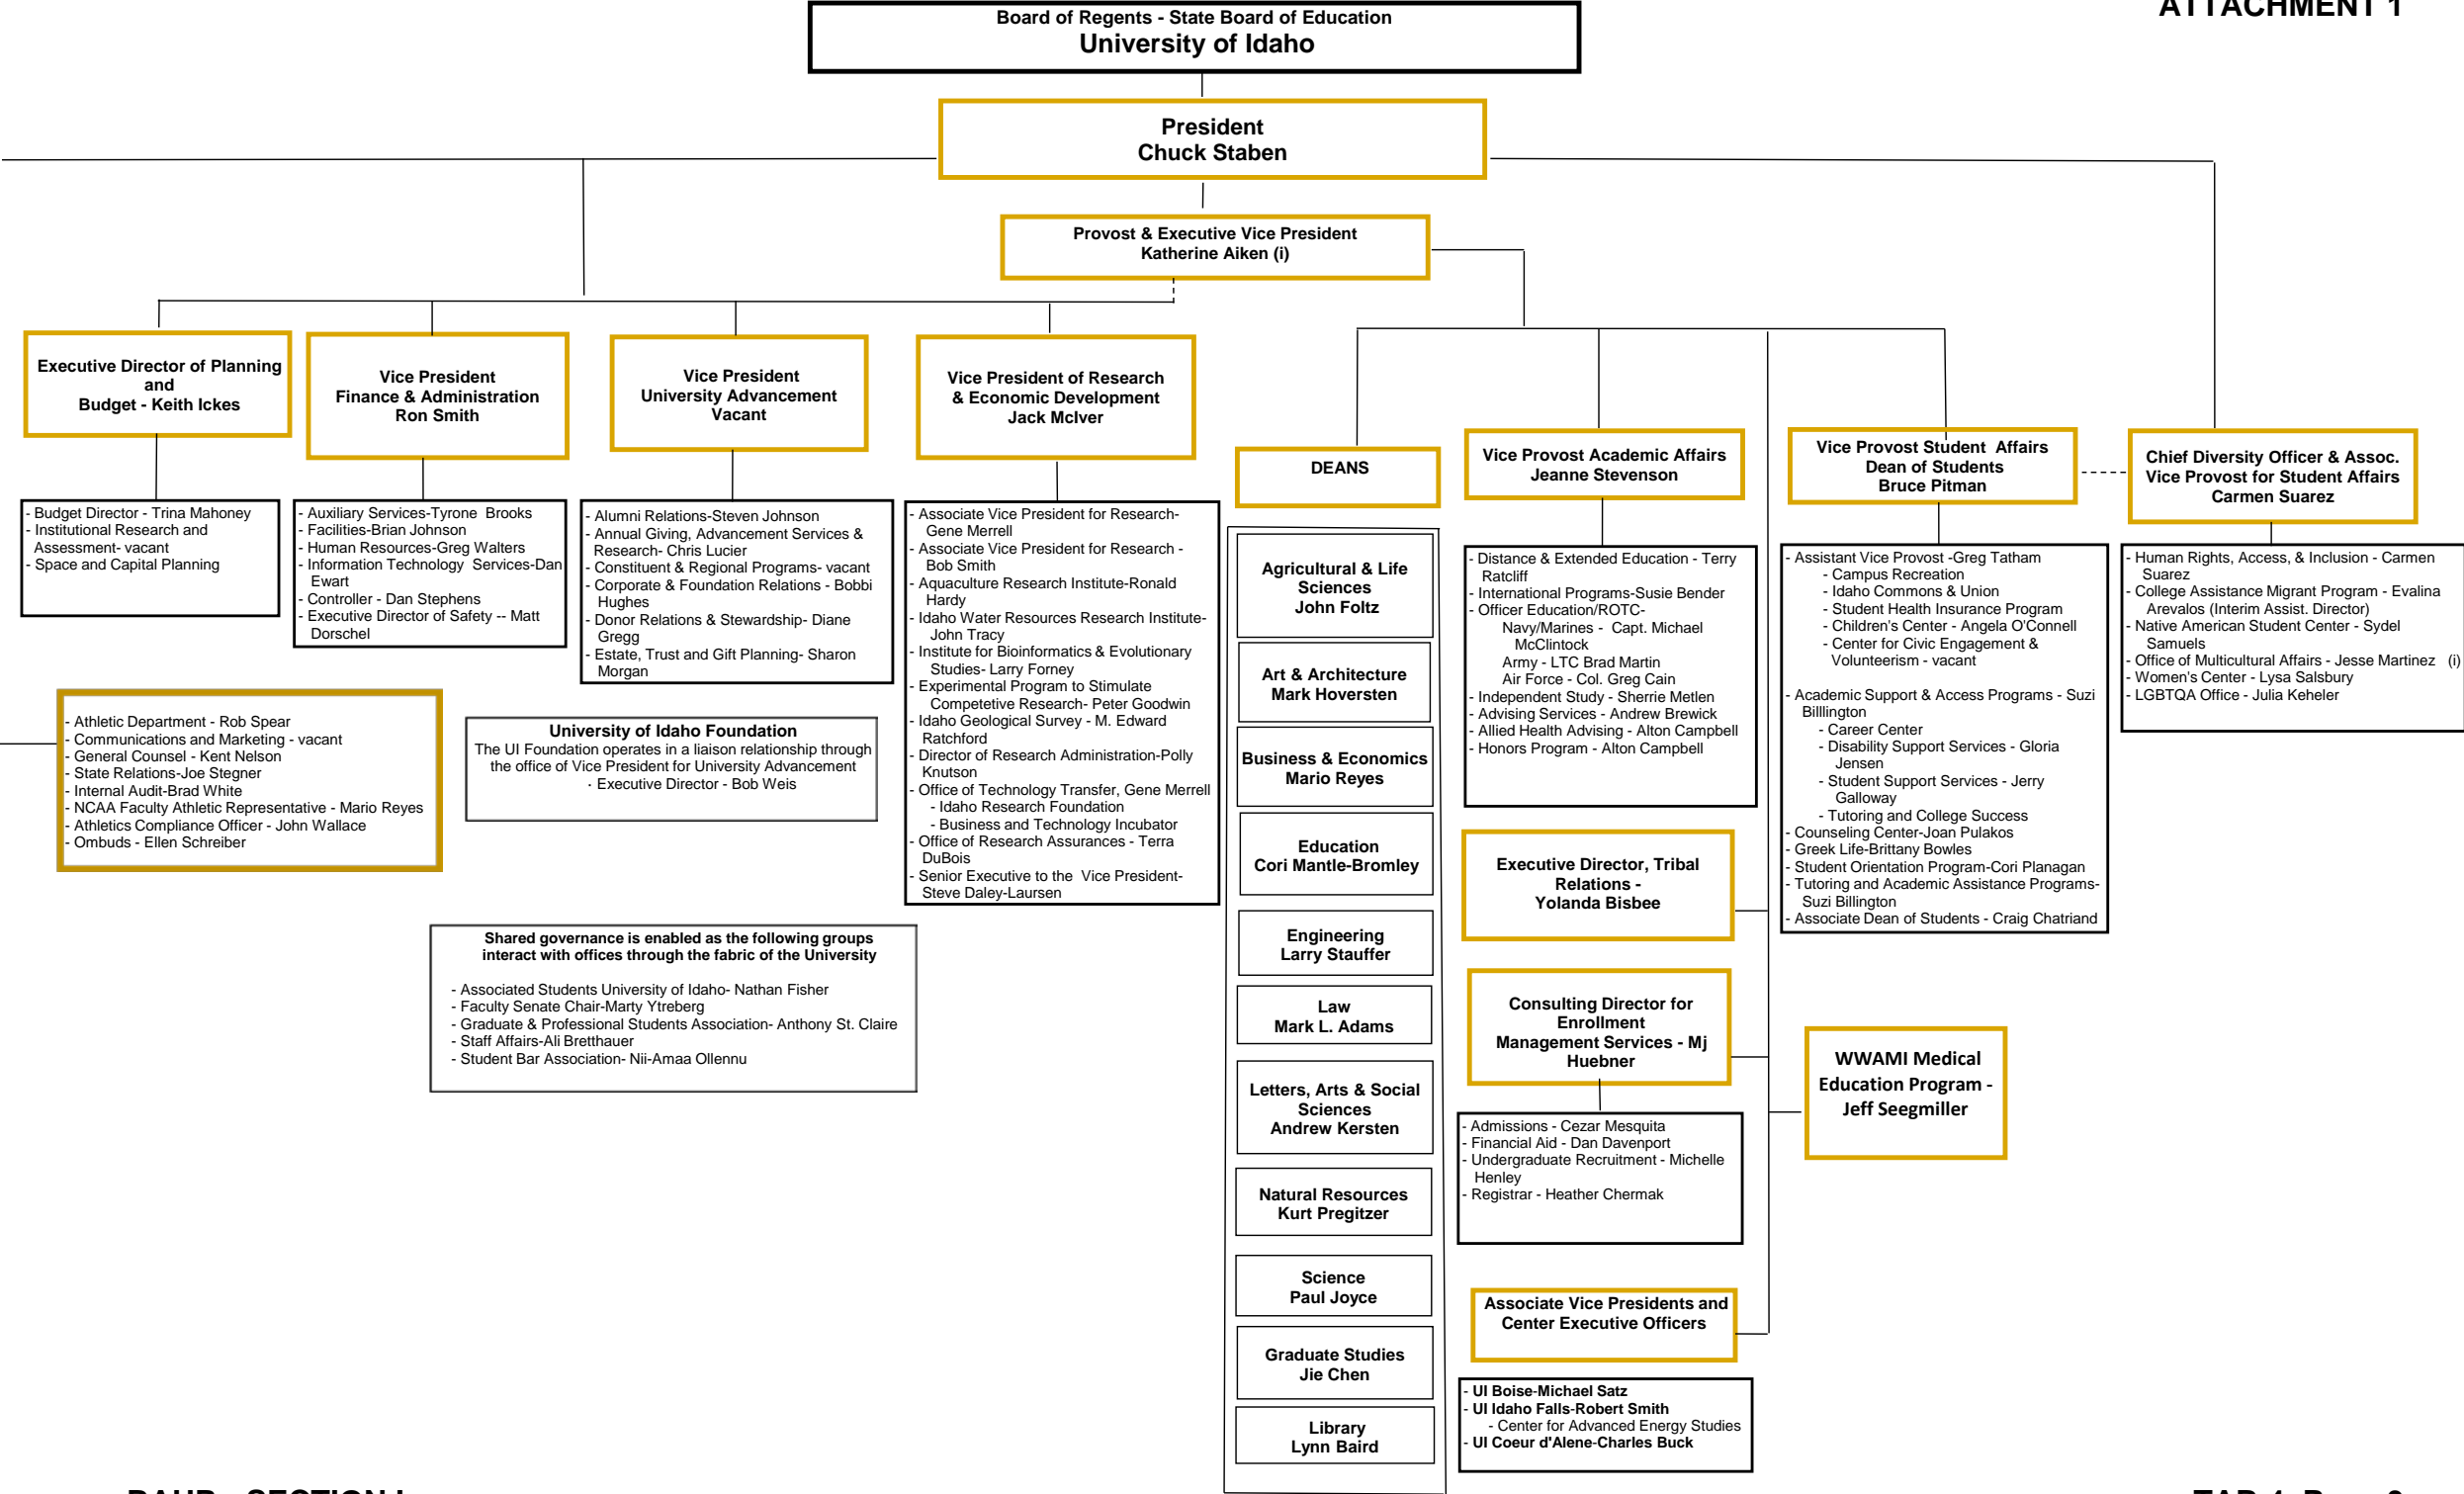 ATTACHMENT 1
Board of Regents - State Board of Education
University of Idaho
President
Chuck Staben
Provost & Executive Vice President
Katherine Aiken (i)
Executive Director of Planning
and
Budget - Keith Ickes
Vice President
Finance & Administration
Ron Smith
Vice President
University Advancement
Vacant
Vice President of Research
& Economic Development
Jack McIver
DEANS
Vice Provost Academic Affairs
Jeanne Stevenson
Vice Provost Student Affairs
Dean of Students
Bruce Pitman
Chief Diversity Officer & Assoc.
Vice Provost for Student Affairs
Carmen Suarez
- Budget Director - Trina Mahoney
- Institutional Research and
Assessment- vacant
- Space and Capital Planning
- Auxiliary Services-Tyrone Brooks
- Facilities-Brian Johnson
- Human Resources-Greg Walters
- Information Technology Services-Dan
Ewart
- Controller - Dan Stephens
- Executive Director of Safety -- Matt
Dorschel
- Alumni Relations-Steven Johnson
- Annual Giving, Advancement Services &
Research- Chris Lucier
- Constituent & Regional Programs- vacant
- Corporate & Foundation Relations - Bobbi
Hughes
- Donor Relations & Stewardship- Diane
Gregg
- Estate, Trust and Gift Planning- Sharon
Morgan
- Associate Vice President for Research-
Gene Merrell
- Associate Vice President for Research -
Bob Smith
- Aquaculture Research Institute-Ronald
Hardy
- Idaho Water Resources Research Institute-
John Tracy
- Institute for Bioinformatics & Evolutionary
Studies- Larry Forney
- Experimental Program to Stimulate
Competetive Research- Peter Goodwin
- Idaho Geological Survey - M. Edward
Ratchford
- Director of Research Administration-Polly
Knutson
- Office of Technology Transfer, Gene Merrell
- Idaho Research Foundation
- Business and Technology Incubator
- Office of Research Assurances - Terra
DuBois
- Senior Executive to the Vice President-
Steve Daley-Laursen
- Athletic Department - Rob Spear
- Communications and Marketing - vacant
- General Counsel - Kent Nelson
- State Relations-Joe Stegner
- Internal Audit-Brad White
- NCAA Faculty Athletic Representative - Mario Reyes
- Athletics Compliance Officer - John Wallace
- Ombuds - Ellen Schreiber
University of Idaho Foundation
The UI Foundation operates in a liaison relationship through
the office of Vice President for University Advancement
· Executive Director - Bob Weis
Shared governance is enabled as the following groups
interact with offices through the fabric of the University
- Associated Students University of Idaho- Nathan Fisher
- Faculty Senate Chair-Marty Ytreberg
- Graduate & Professional Students Association- Anthony St. Claire
- Staff Affairs-Ali Bretthauer
- Student Bar Association- Nii-Amaa Ollennu
Agricultural & Life
Sciences
John Foltz
Art & Architecture
Mark Hoversten
Business & Economics
Mario Reyes
Education
Cori Mantle-Bromley
Engineering
Larry Stauffer
Law
Mark L. Adams
Letters, Arts & Social
Sciences
Andrew Kersten
Natural Resources
Kurt Pregitzer
Science
Paul Joyce
Graduate Studies
Jie Chen
Library
Lynn Baird
- Distance & Extended Education - Terry
Ratcliff
- International Programs-Susie Bender
- Officer Education/ROTC-
Navy/Marines - Capt. Michael
McClintock
Army - LTC Brad Martin
Air Force - Col. Greg Cain
- Independent Study - Sherrie Metlen
- Advising Services - Andrew Brewick
- Allied Health Advising - Alton Campbell
- Honors Program - Alton Campbell
Executive Director, Tribal
Relations -
Yolanda Bisbee
Consulting Director for
Enrollment
Management Services - Mj
Huebner
- Admissions - Cezar Mesquita
- Financial Aid - Dan Davenport
- Undergraduate Recruitment - Michelle
Henley
- Registrar - Heather Chermak
Associate Vice Presidents and
Center Executive Officers
- UI Boise-Michael Satz
- UI Idaho Falls-Robert Smith
- Center for Advanced Energy Studies
- UI Coeur d'Alene-Charles Buck
- Assistant Vice Provost -Greg Tatham
- Campus Recreation
- Idaho Commons & Union
- Student Health Insurance Program
- Children's Center - Angela O'Connell
- Center for Civic Engagement &
Volunteerism - vacant
- Academic Support & Access Programs - Suzi
Billlington
- Career Center
- Disability Support Services - Gloria
Jensen
- Student Support Services - Jerry
Galloway
- Tutoring and College Success
- Counseling Center-Joan Pulakos
- Greek Life-Brittany Bowles
- Student Orientation Program-Cori Planagan
- Tutoring and Academic Assistance Programs-
Suzi Billington
- Associate Dean of Students - Craig Chatriand
WWAMI Medical
Education Program -
Jeff Seegmiller
- Human Rights, Access, & Inclusion - Carmen
Suarez
- College Assistance Migrant Program - Evalina
Arevalos (Interim Assist. Director)
- Native American Student Center - Sydel
Samuels
- Office of Multicultural Affairs - Jesse Martinez (i)
- Women's Center - Lysa Salsbury
- LGBTQA Office - Julia Keheler
SECTION I